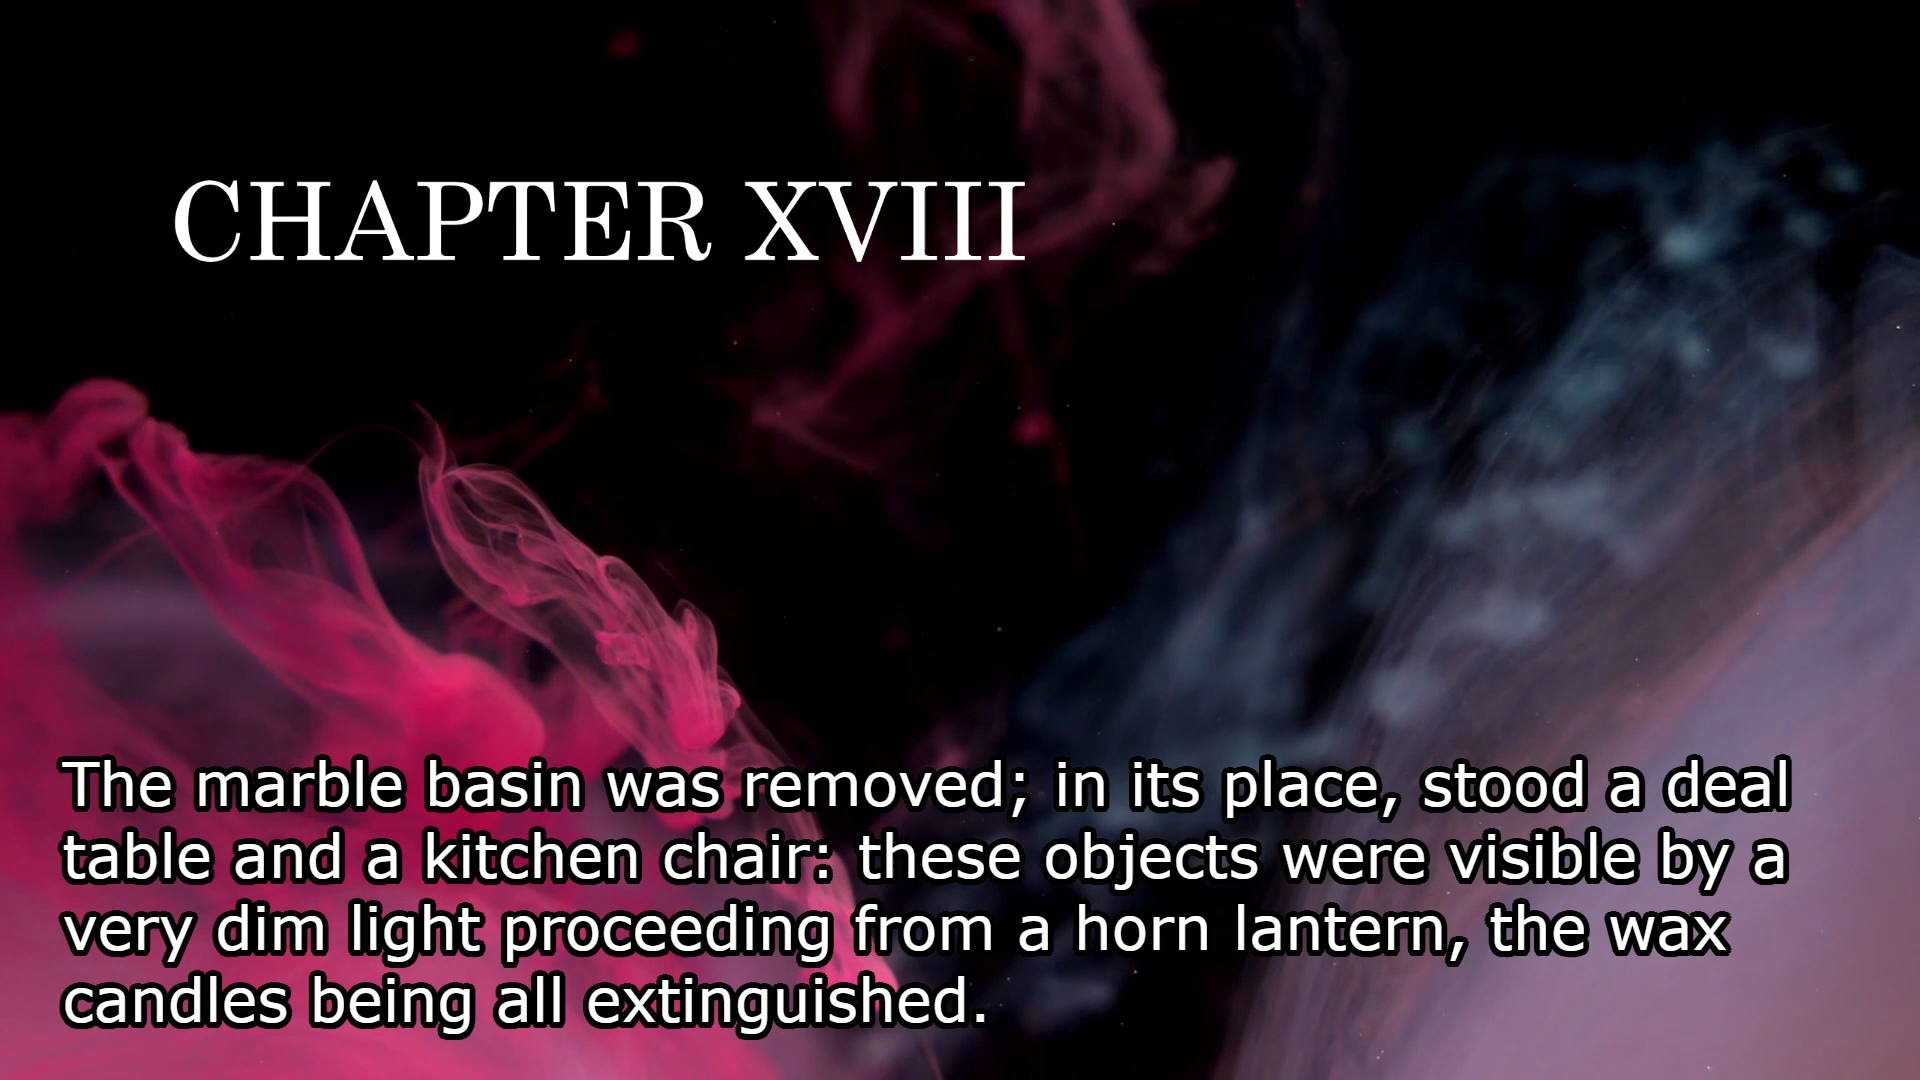 CHAPTER XVIII
The marble basin was removed; in its place, stood a deal
table and a kitchen chair: these objects were visible by a
very dim light proceeding from a horn lantern, the wax
candles being all extinguished.